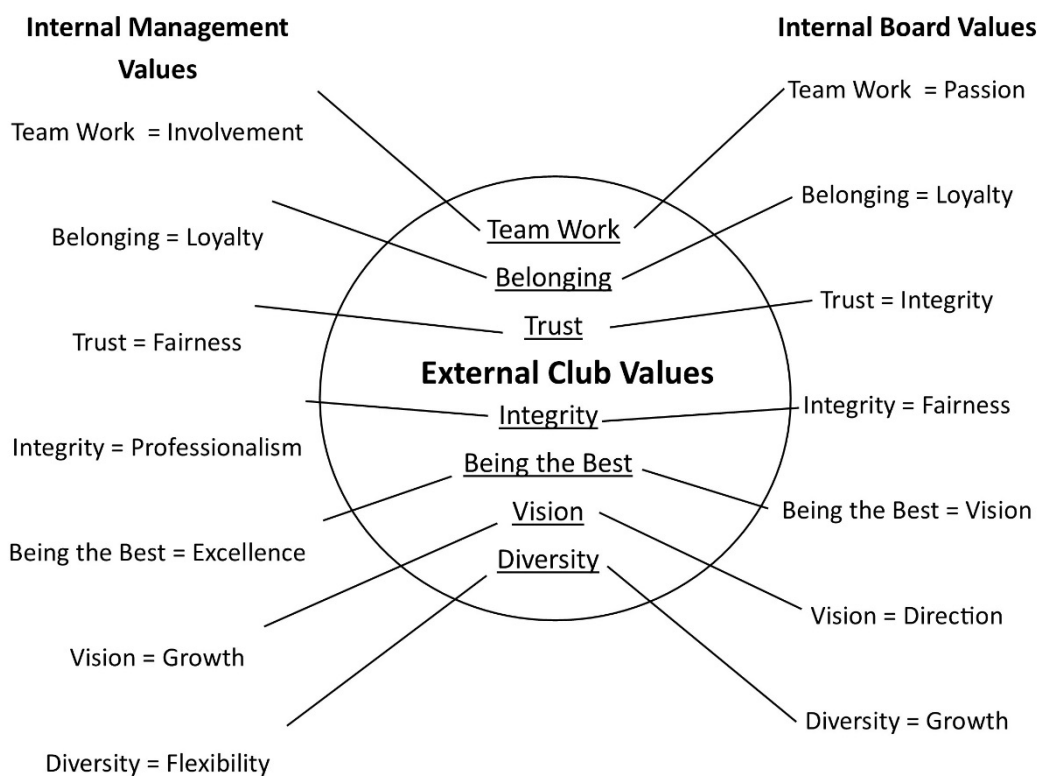 Internal Management
Values
Team Work  = Involvement
Belonging = Loyalty
Trust = Fairness
Integrity = Professionalism
Being the Best = Excellence
Vision = Growth
Diversity = Flexibility
Team Work
Belonging
Trust
External Club Values
Integrity
Being the Best
Vision
Diversity
Internal Board Values
Team Work  = Passion
Belonging = Loyalty
Trust = Integrity
Integrity = Fairness
Being the Best = Vision
Vision = Direction
Diversity = Growth